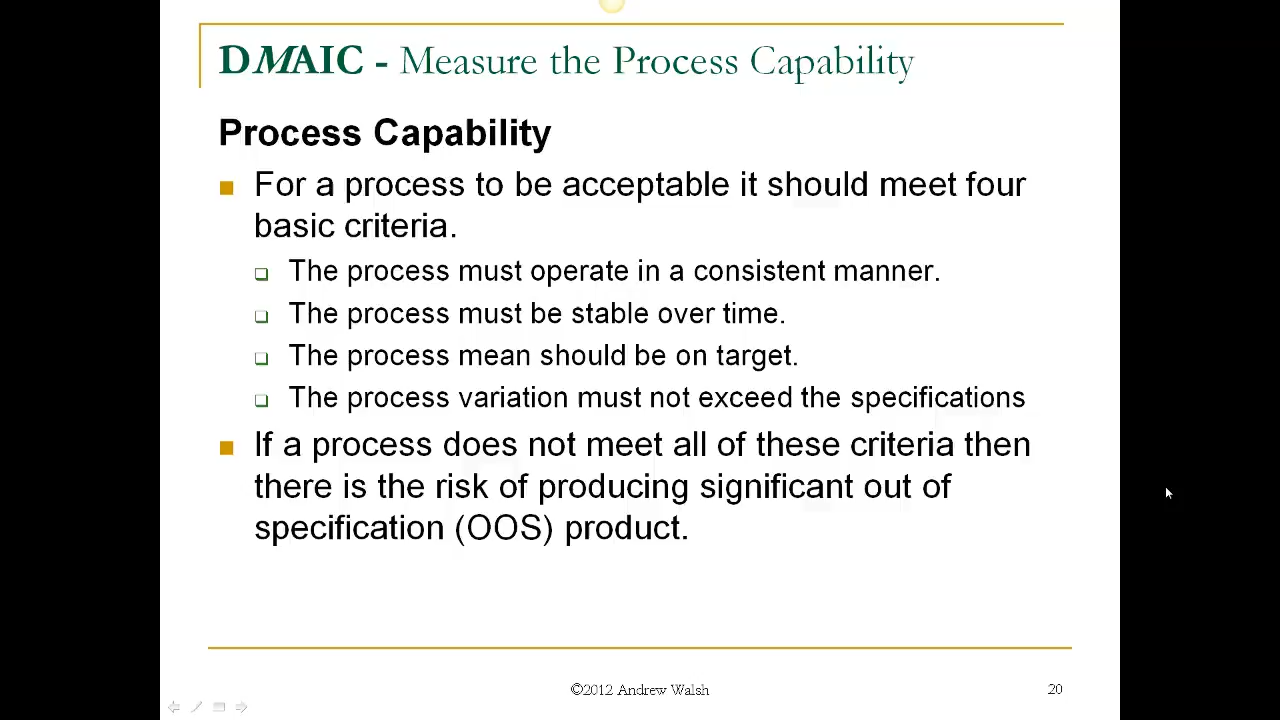 DMAIC - Measure the Process Capability
Process Capability
For a process to be acceptable it should meet four
basic criteria.
The process must operate in a consistent manner.
The process must be stable over time.
The process mean should be on target.
The process variation must not exceed the specifications
If a process does not meet all of these criteria then
there is the risk of producing significant out of
specification (OOS) product.
©2012 Andrew Walsh
20